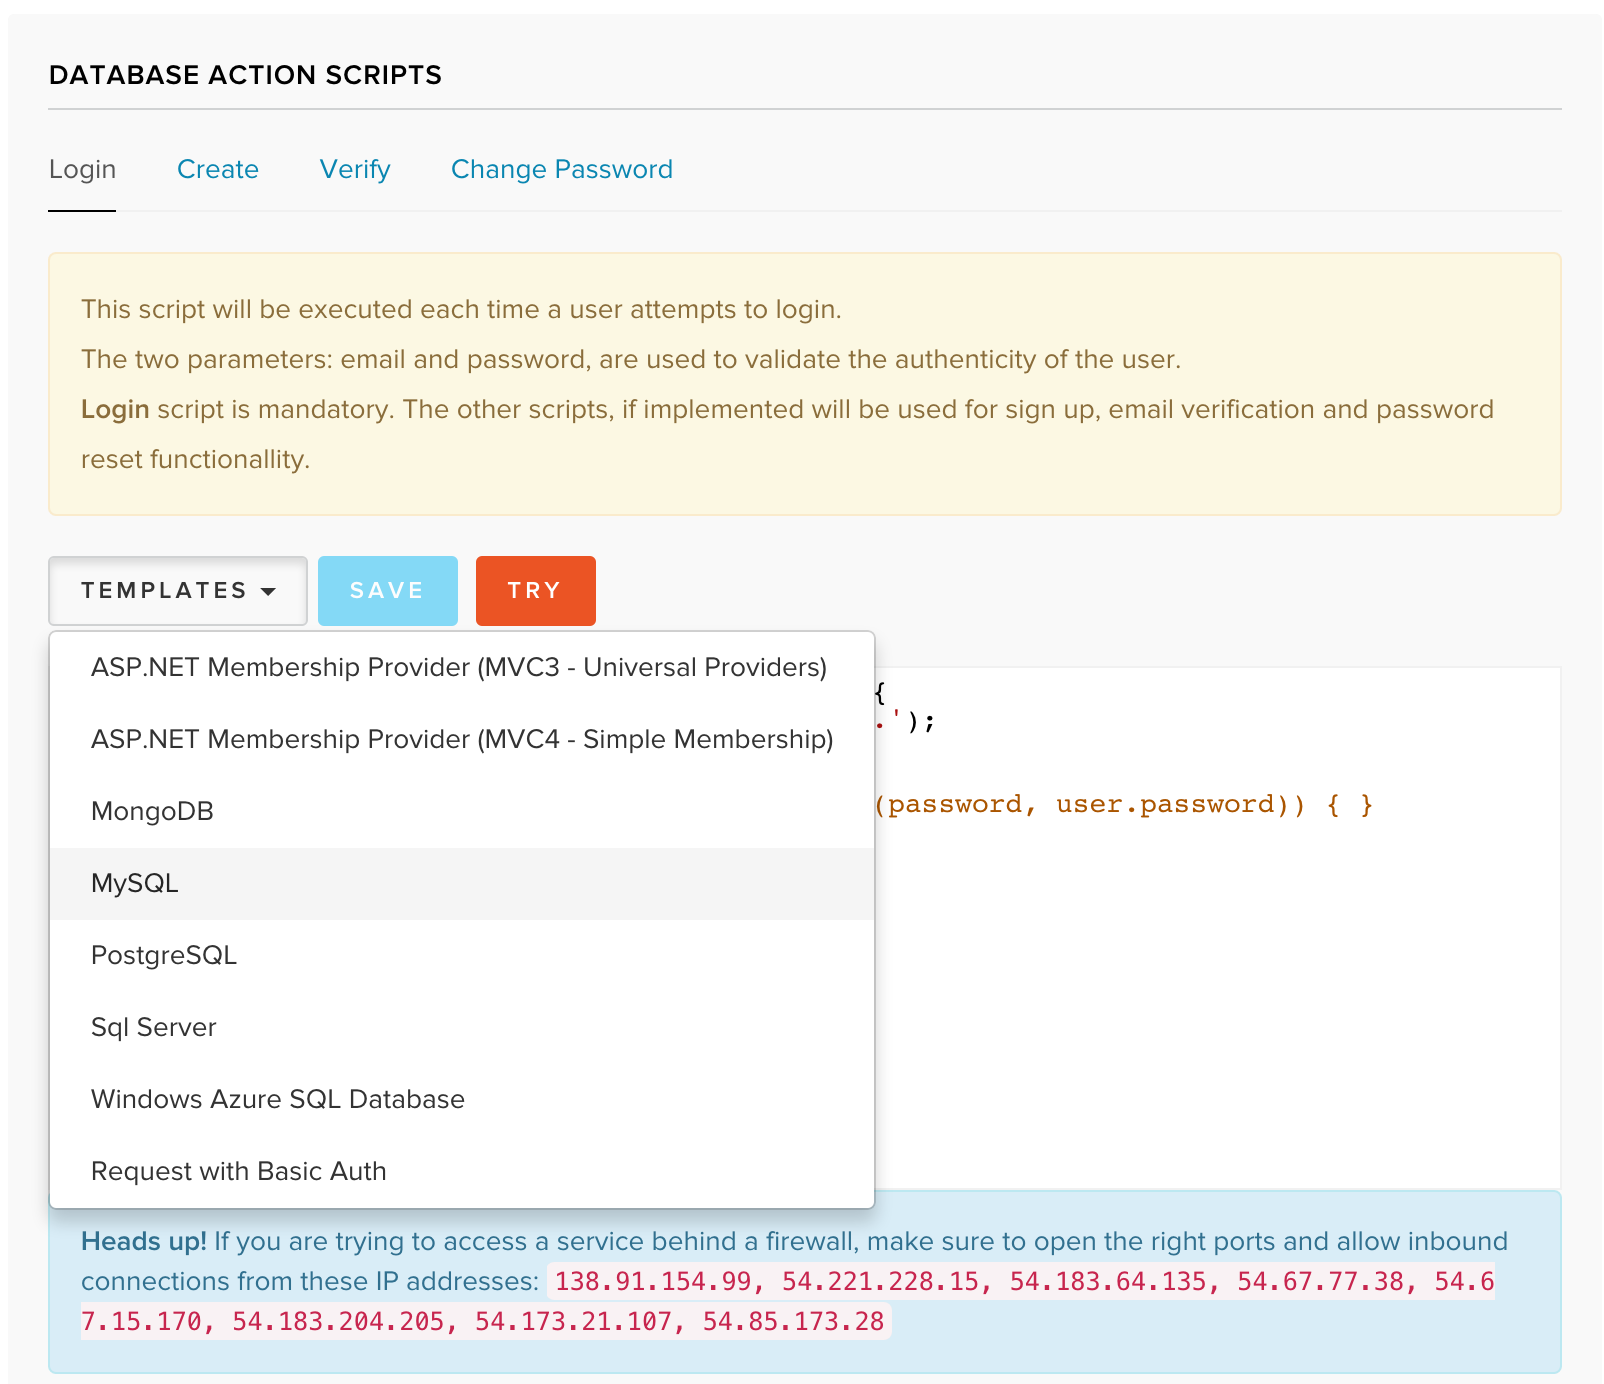 DATABASE ACTION SCRIPTS
Login Create Verify Change Password
This script will be executed each time a user attempts to login.
The two parameters: email and password, are used to validate the authenticity of the user.
Login script is mandatory. The other scripts, if implemented will be used for sign up, email verification and password
reset functionallity.
TEMPLATES SAVE TRY
ASP.NET Membership Provider (MVC3 - Universal Providers)
ASP.NET Membership Provider (MVC4 - Simple Membership)
MongoDB
MySQL
PostgreSQL
Sql Server
Windows Azure SQL Database
Request with Basic Auth
{
.');
(password, user.password)) { }
Heads up! If you are trying to access a service behind a firewall, make sure to open the right ports and allow inbound
connections from these IP addresses: 138.91.154.99, 54.221.228.15, 54.183.64.135, 54.67.77.38, 54.6
7.15.170, 54.183.204.205, 54.173.21.107, 54.85.173.28